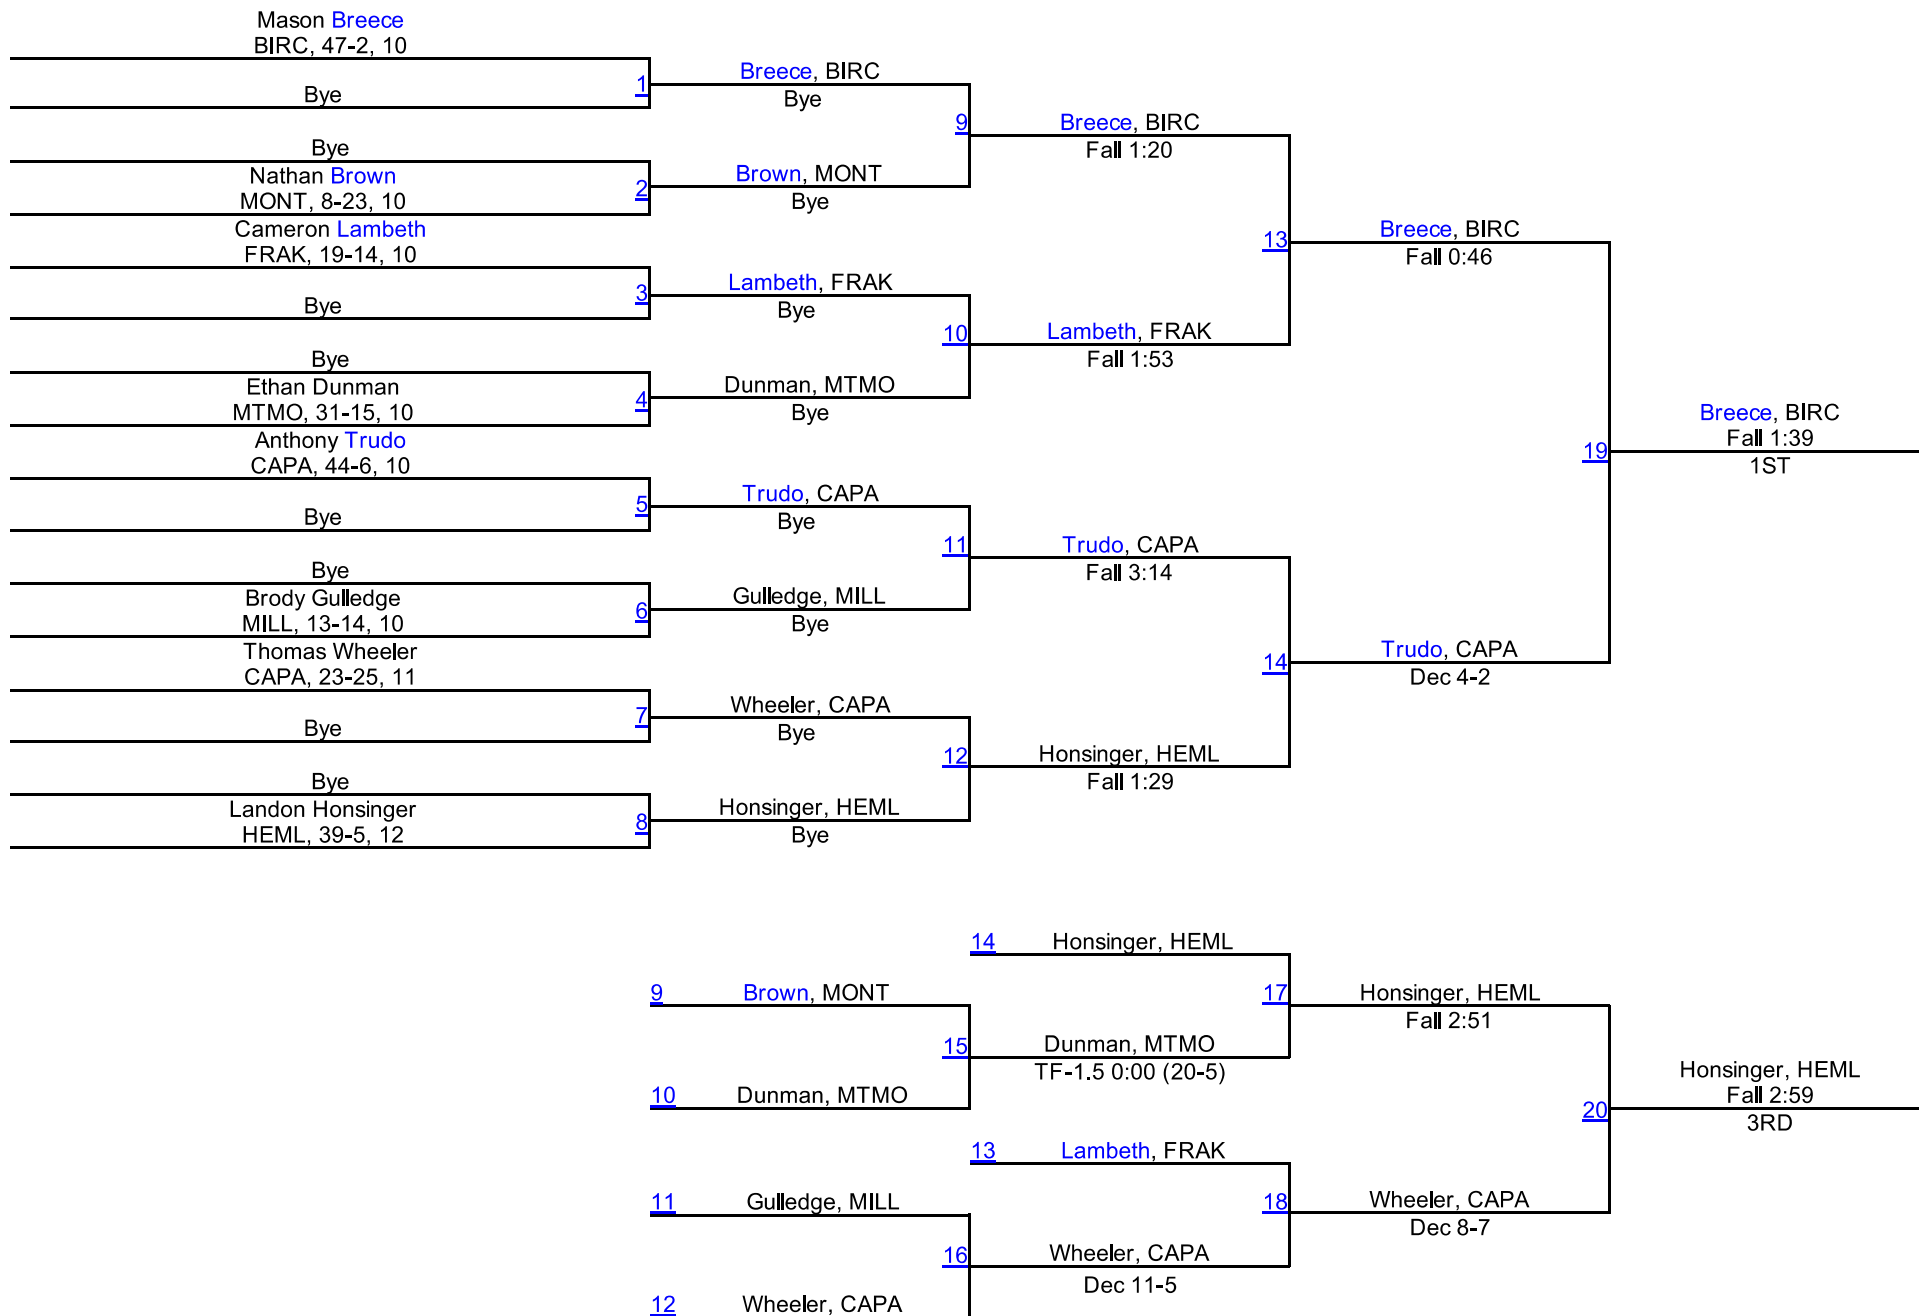 Mason Breece
BIRC, 47-2, 10
Bye
1
Bye
Nathan Brown
MONT, 8-23, 10
2
Cameron Lambeth
FRAK, 19-14, 10
Bye
3
Bye
Ethan Dunman
MTMO, 31-15, 10
4
Anthony Trudo
CAPA, 44-6, 10
Bye
5
Bye
Brody Gulledge
MILL, 13-14, 10
6
Thomas Wheeler
CAPA, 23-25, 11
Bye
7
Bye
Landon Honsinger
HEML, 39-5, 12
8
Breece, BIRC
Bye
9
Brown, MONT
Bye
Lambeth, FRAK
Bye
10
Dunman, MTMO
Bye
Trudo, CAPA
Bye
11
Gulledge, MILL
Bye
Wheeler, CAPA
Bye
12
Honsinger, HEML
Bye
Breece, BIRC
Fall 1:20
13
Lambeth, FRAK
Fall 1:53
Trudo, CAPA
Fall 3:14
14
Honsinger, HEML
Fall 1:29
Breece, BIRC
Fall 0:46
19
Trudo, CAPA
Dec 4-2
Breece, BIRC
Fall 1:39
1ST
9
Brown, MONT
15
10
Dunman, MTMO
11
Gulledge, MILL
16
12
Wheeler, CAPA
14
Honsinger, HEML
17
Dunman, MTMO
TF-1.5 0:00 (20-5)
13
Lambeth, FRAK
18
Wheeler, CAPA
Dec 11-5
Honsinger, HEML
Fall 2:51
20
Wheeler, CAPA
Dec 8-7
Honsinger, HEML
Fall 2:59
3RD